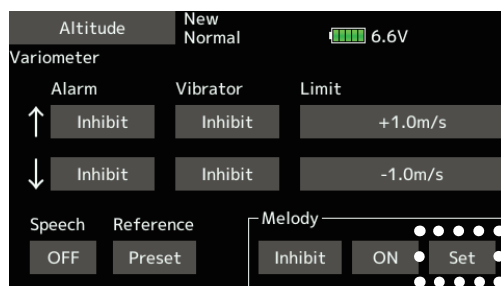 Altitude New
Normal 6.6V
Variometer
Alarm Vibrator Limit
↑ Inhibit Inhibit +1.0m/s
↓ Inhibit Inhibit -1.0m/s
Speech Reference Melody
OFF Preset Inhibit ON Set